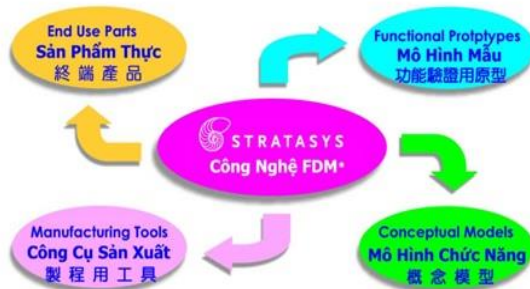 End Use Parts
Sản Phẩm Thực
終端產品
Functional Protptypes
Mô Hình Mẫu
功能驗證用原型
STRATASYS
Công Nghệ FDM®
Manufacturing Tools
Công Cụ Sản Xuất
製程用工具
Conceptual Models
Mô Hình Chức Năng
概念模型